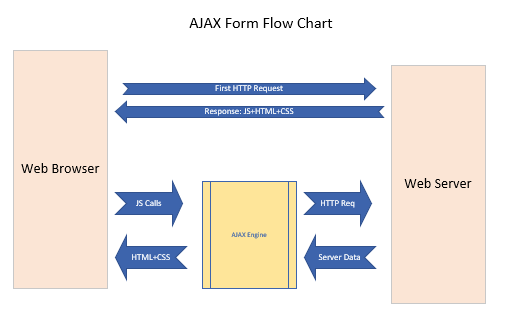 AJAX Form Flow Chart
First HTTP Request
Response: JS+HTML+CSS
Web Browser
Web Server
JS Calls
HTTP Req
AJAX Engine
HTML+CSS
Server Data